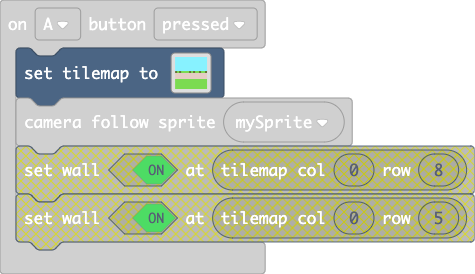 on A button pressed
set tilemap to
camera follow sprite mySprite
set wall ON at tilemap col 0 row 8
set wall ON at tilemap col 0 row 5